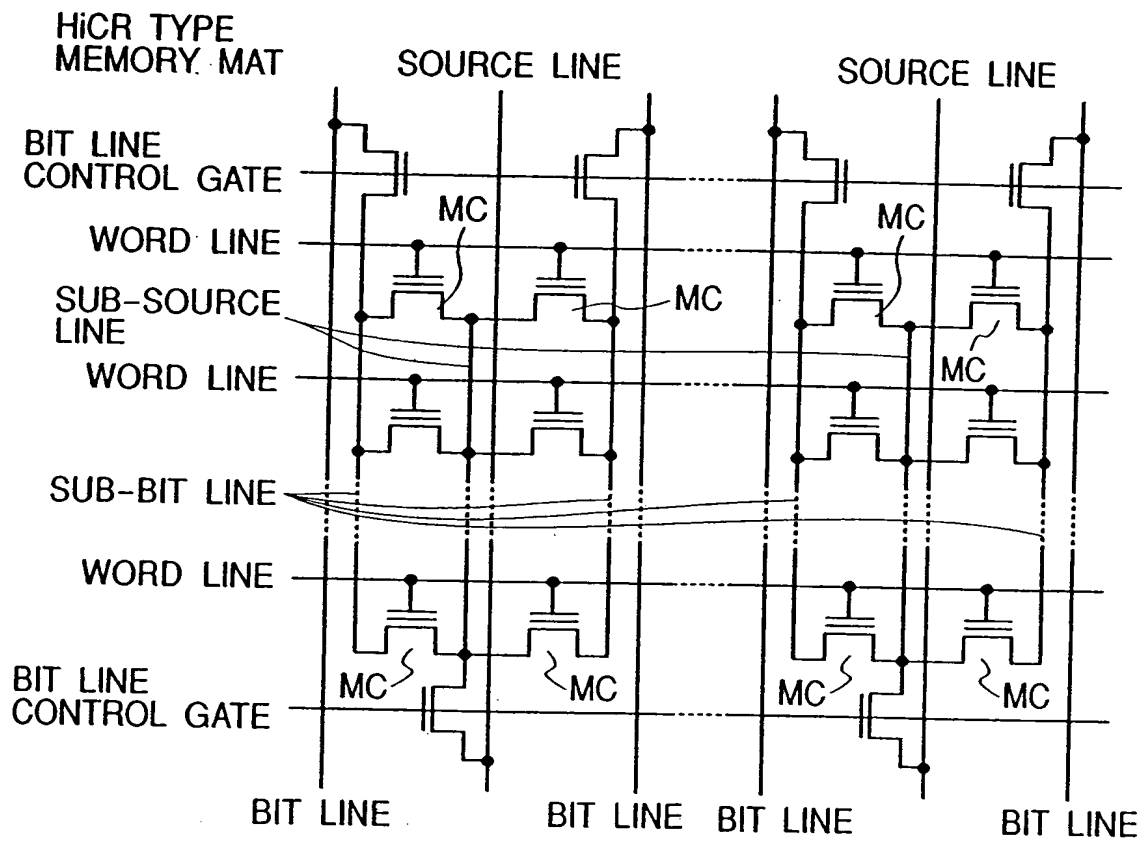 HiCR TYPE
MEMORY MAT
SOURCE LINE
SOURCE LINE
BIT LINE
CONTROL GATE
MC
MC
WORD LINE
SUB-SOURCE
LINE
MC
MC
WORD LINE
SUB-BIT LINE
WORD LINE
BIT LINE
CONTROL GATE
MC
MC
MC
MC
BIT LINE
BIT LINE
BIT LINE
BIT LINE